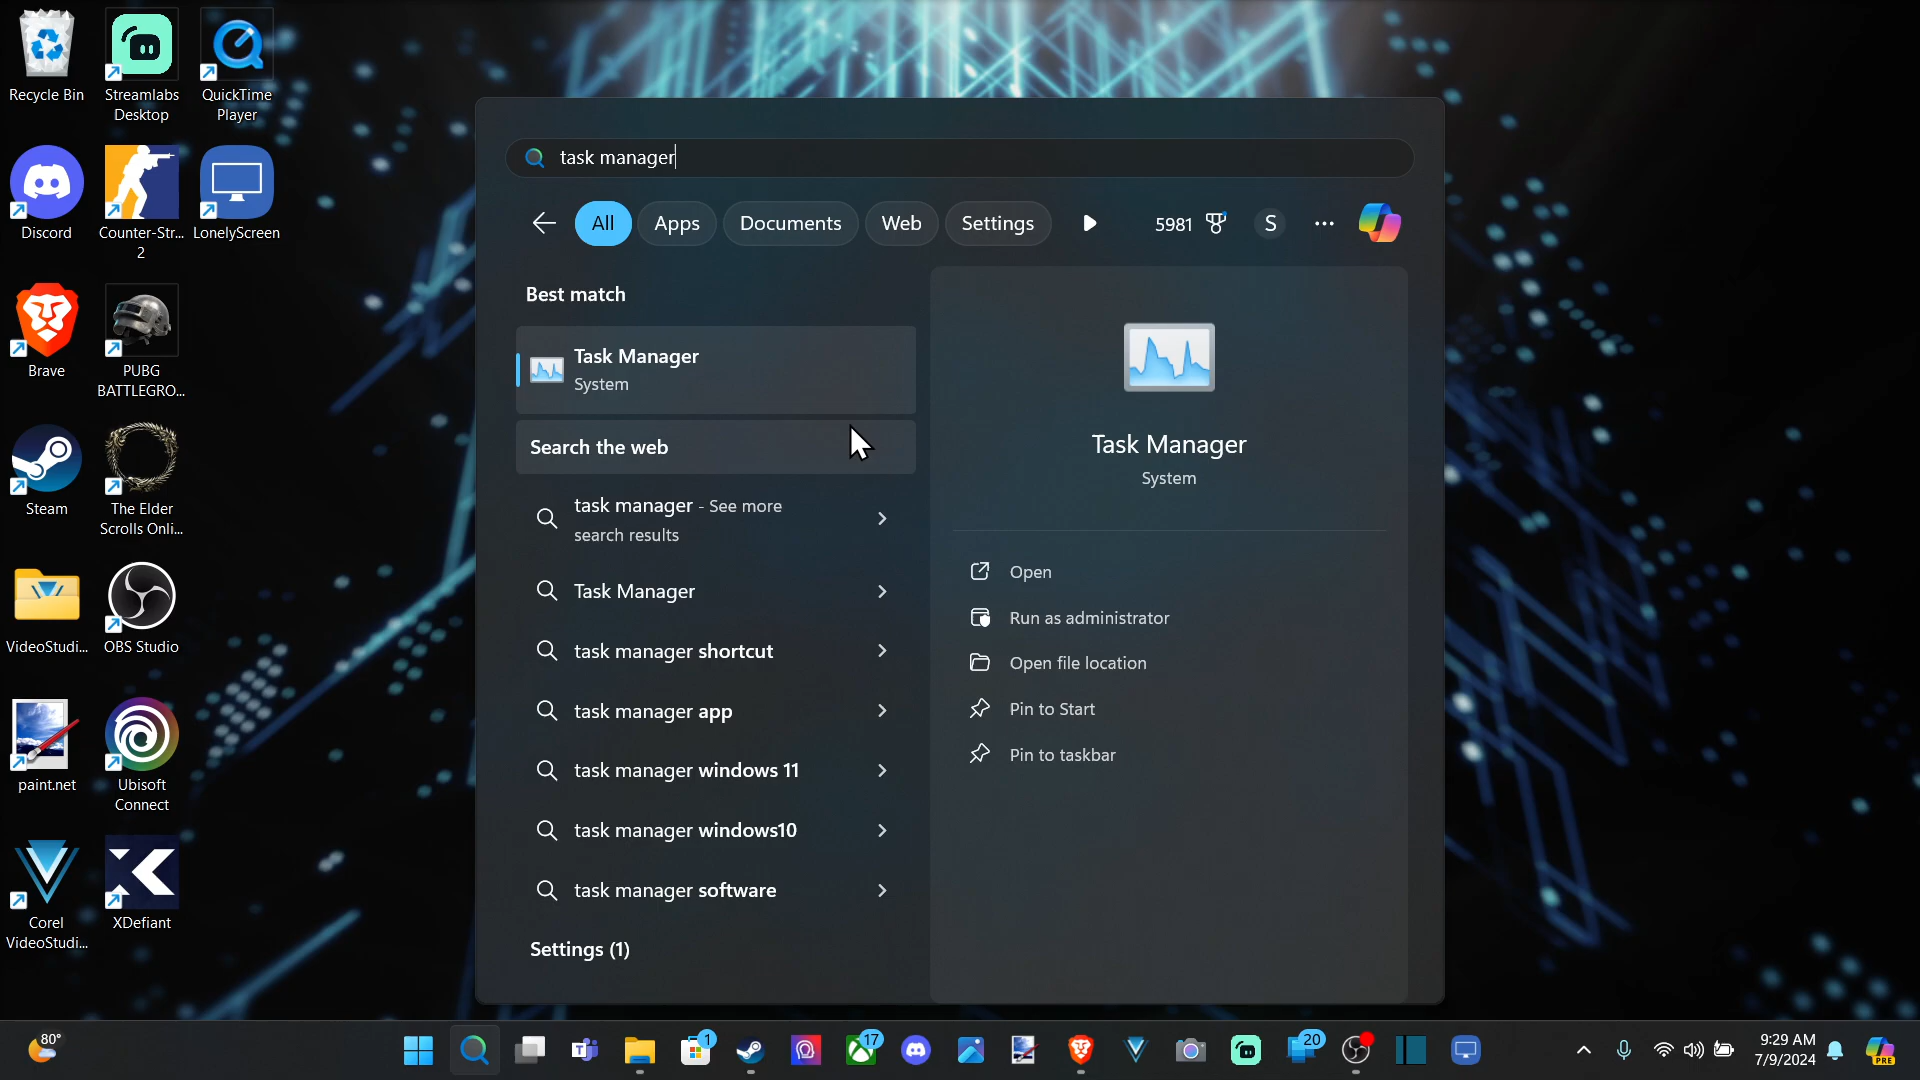 Recycle Bin
Streamlabs
Desktop
QuickTime
Player
Discord
Counter-Str...
2
LonelyScreen
Brave
PUBG
BATTLEGRO...
Steam
The Elder
Scrolls Onli...
VideoStudi...
OBS Studio
paint.net
Ubisoft
Connect
Corel
VideoStudi...
XDefiant
task manager
All
Apps
Documents
Web
Settings
5981
S
Best match
Task Manager
System
Search the web
task manager - See more
search results
Task Manager
task manager shortcut
task manager app
task manager windows 11
task manager windows10
task manager software
Settings (1)
Task Manager
System
Open
Run as administrator
Open file location
Pin to Start
Pin to taskbar
80°
1
17
20
9:29 AM
7/9/2024
PRE